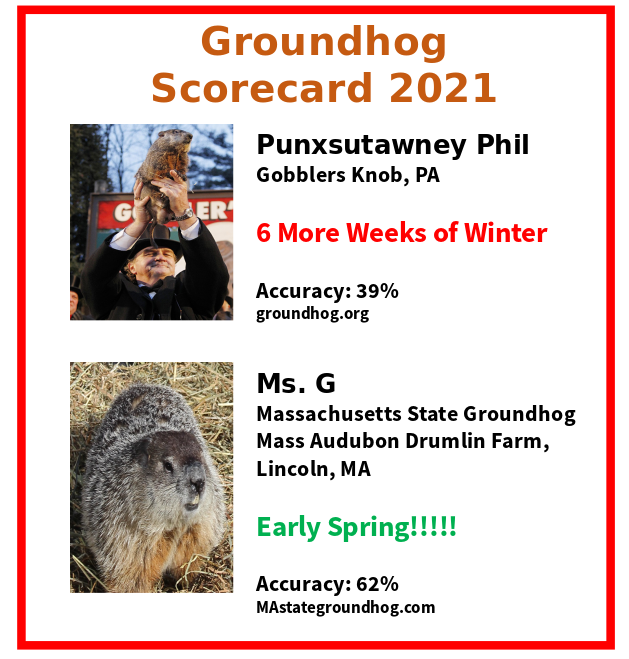 Groundhog
Scorecard 2021
Punxsutawney Phil
Gobblers Knob, PA
6 More Weeks of Winter
Accuracy: 39%
groundhog.org
Ms. G
Massachusetts State Groundhog
Mass Audubon Drumlin Farm,
Lincoln, MA
Early Spring!!!!!
Accuracy: 62%
MAstategroundhog.com